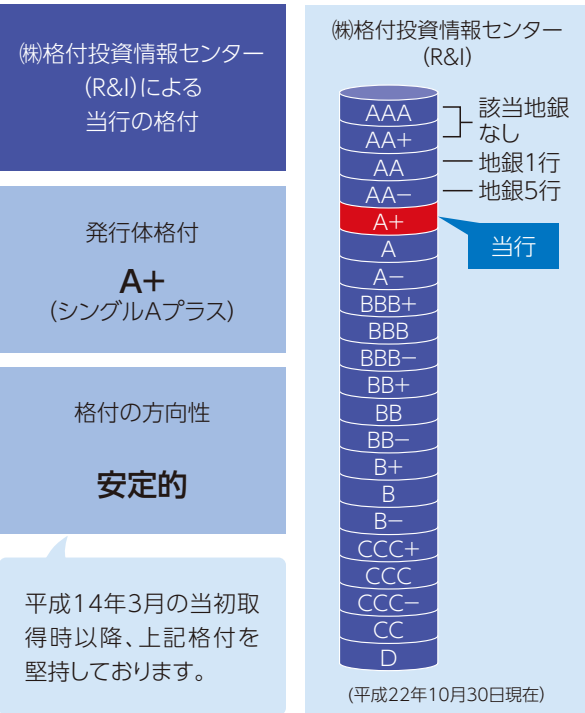 ㈱格付投資情報センター
(R&I)による
当行の格付
発行体格付
A+
(シングルAプラス)
格付の方向性
安定的
平成14年3月の当初取
得時以降、上記格付を
堅持しております。
㈱格付投資情報センター
(R&I)
AAA
AA+
該当地銀
なし
AA
地銀1行
AA−
地銀5行
A+
当行
A
A−
BBB+
BBB
BBB−
BB+
BB
BB−
B+
B
B−
CCC+
CCC
CCC−
CC
D
(平成22年10月30日現在)